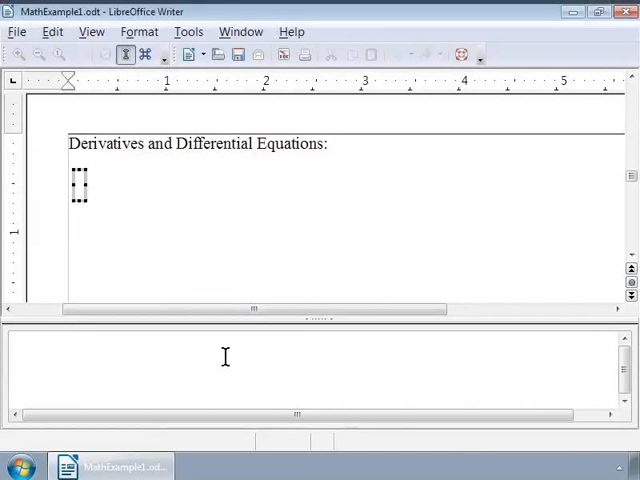 MathExample1.odt - LibreOffice Writer
File Edit View Format Tools Window Help
1 2 3 4 5
Derivatives and Differential Equations:
1
MathExample1.od...